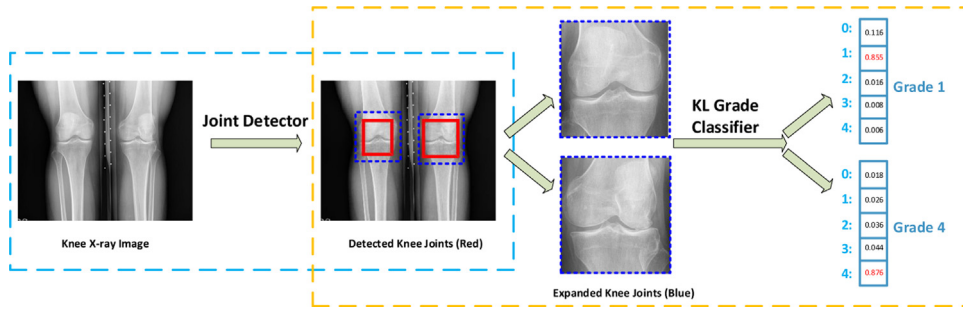 Knee X-ray Image
Joint Detector
Detected Knee Joints (Red)
Expanded Knee Joints (Blue)
KL Grade
Classifier
0: 0.116
1: 0.855
2: 0.016
3: 0.008
4: 0.006
Grade 1
0: 0.018
1: 0.026
2: 0.036
3: 0.044
4: 0.876
Grade 4